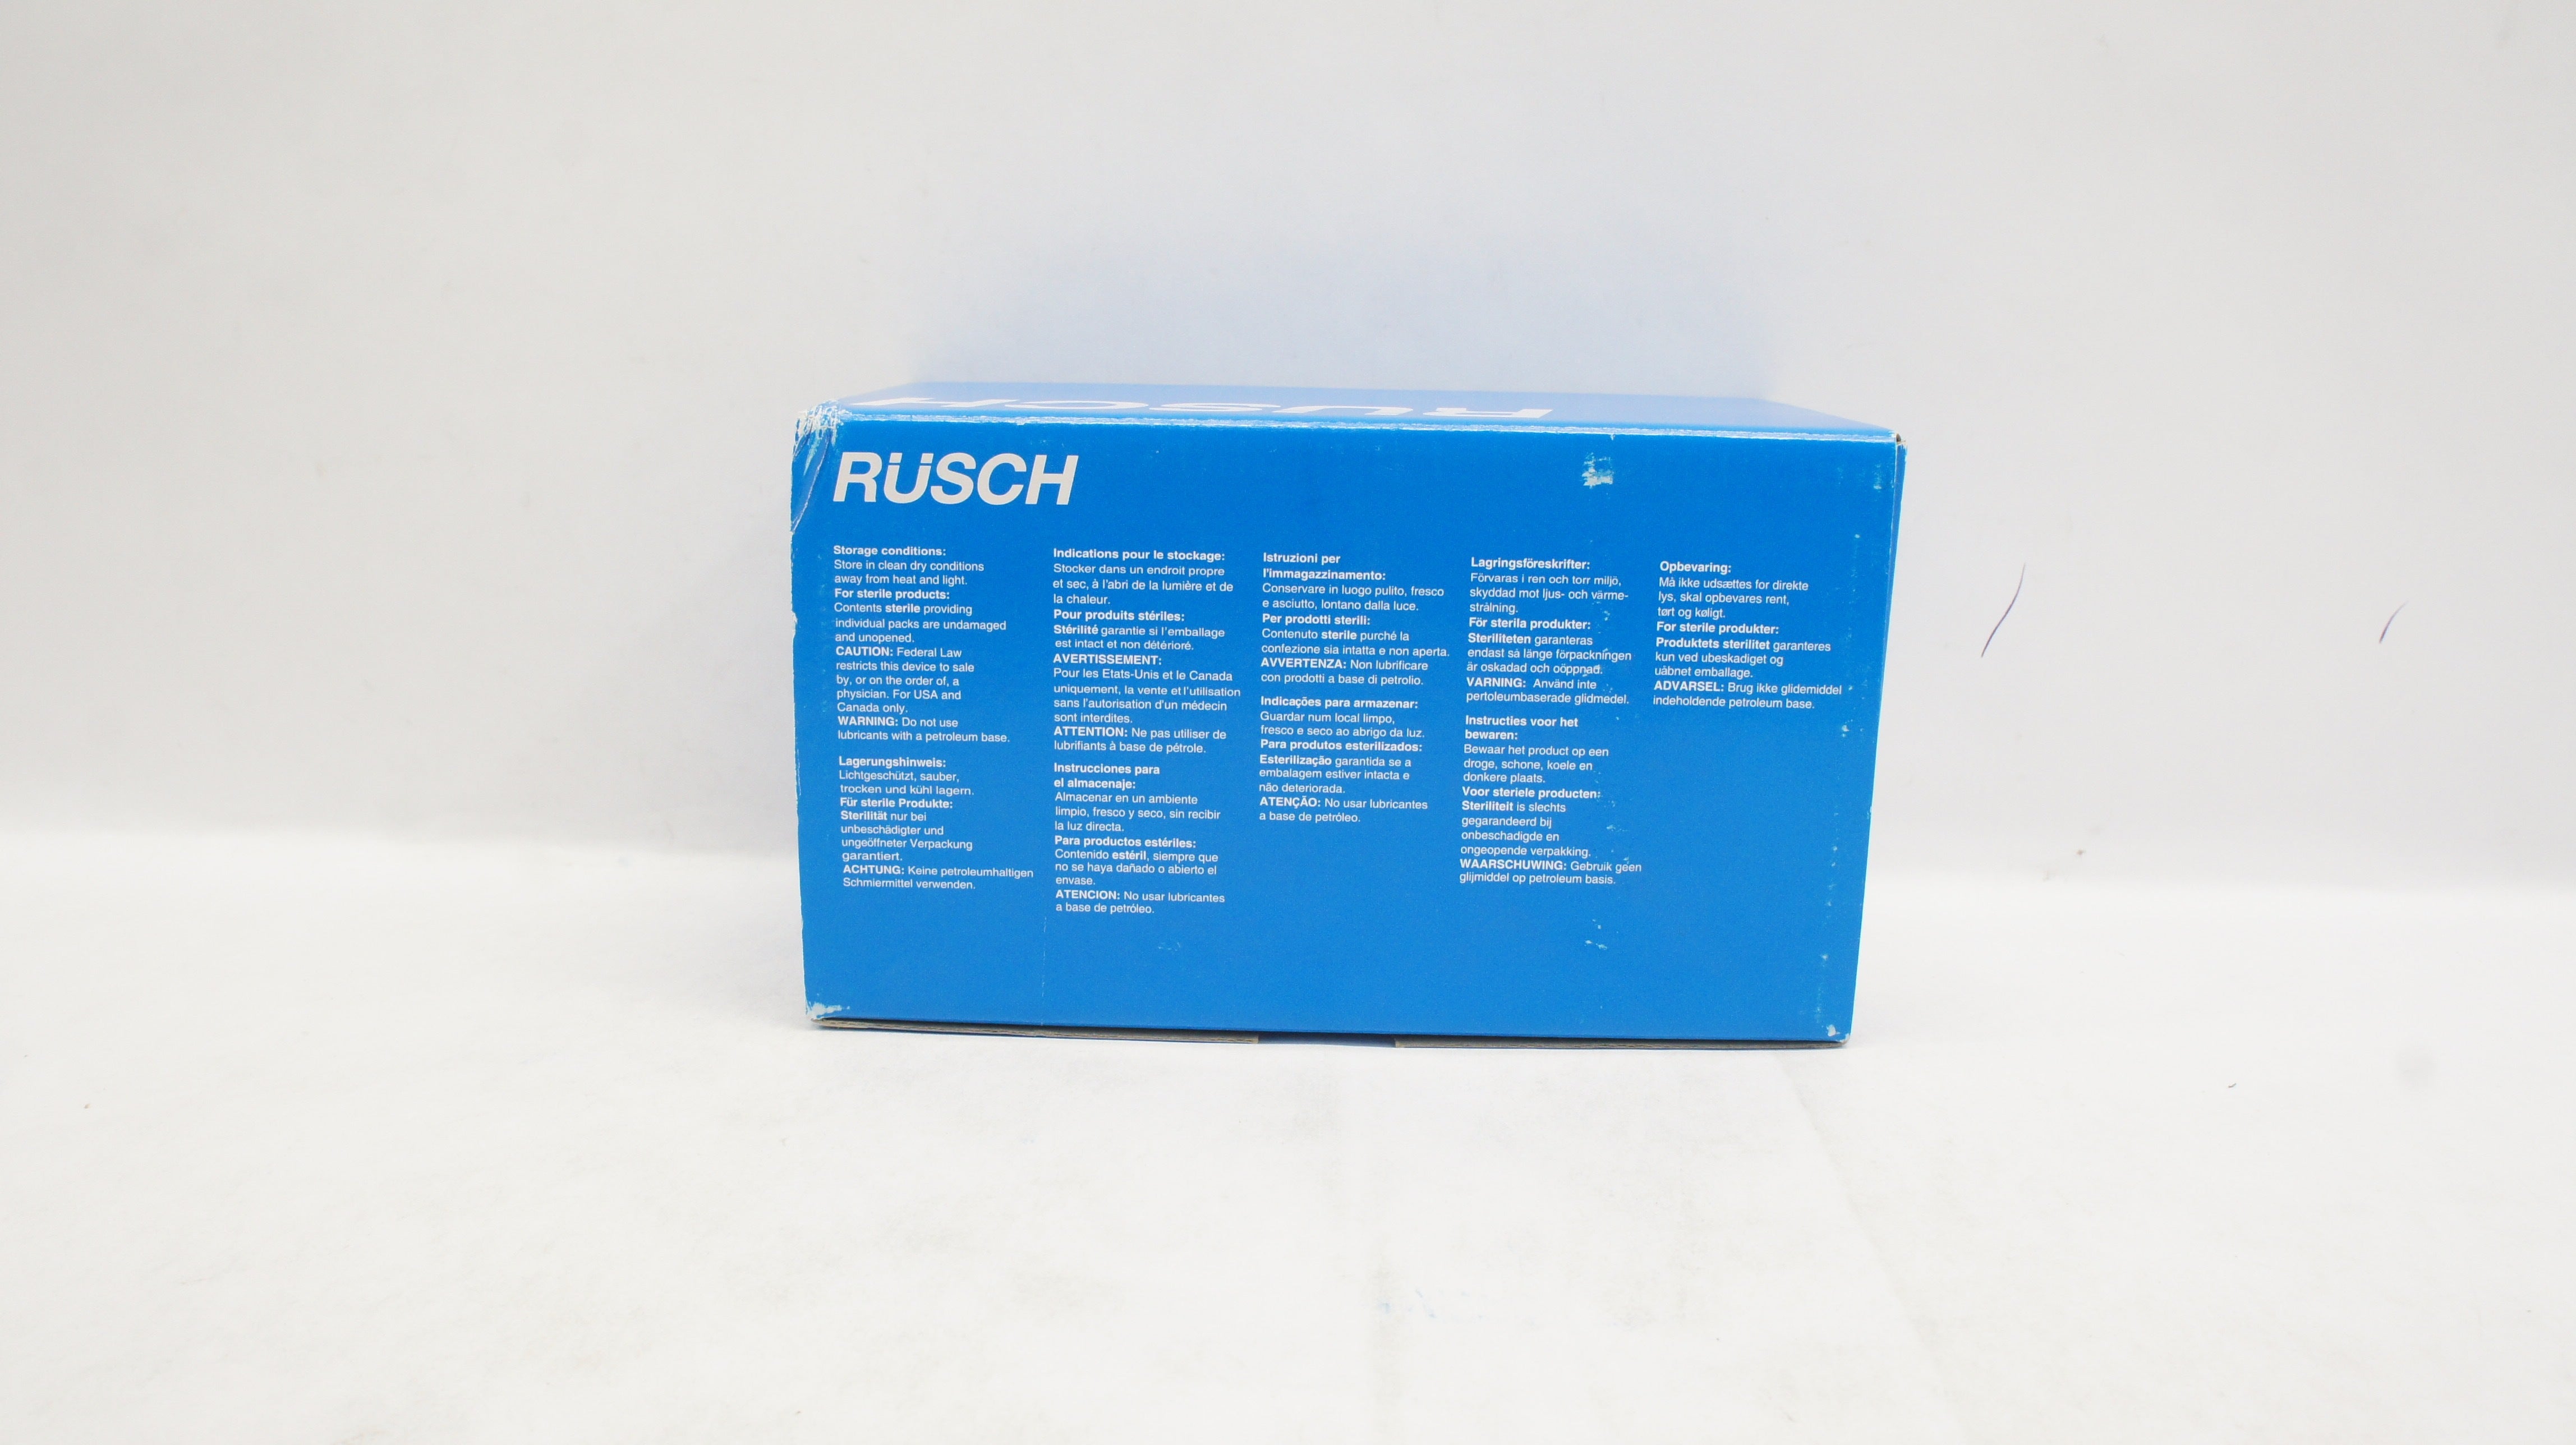 RÜSCH
RÜSCH
Storage conditions:
Store in clean dry conditions
away from heat and light.
For sterile products:
Contents sterile providing
individual packs are undamaged
and unopened.
CAUTION: Federal Law
restricts this device to sale
by, or on the order of, a
physician. For USA and
Canada only.
WARNING: Do not use
lubricants with a petroleum base.
Lagerungshinweis:
Lichtgeschützt, sauber,
trocken und kühl lagern.
Für sterile Produkte:
Sterilität nur bei
unbeschädigter und
ungeöffneter Verpackung
garantiert.
ACHTUNG: Keine petroleumhaltigen
Schmiermittel verwenden.
Indications pour le stockage:
Stocker dans un endroit propre
et sec, à l'abri de la lumière et de
la chaleur.
Pour produits stériles:
Stérilité garantie si l'emballage
est intact et non détérioré.
AVERTISSEMENT:
Pour les Etats-Unis et le Canada
uniquement, la vente et l'utilisation
sans l'autorisation d'un médecin
sont interdites.
ATTENTION: Ne pas utiliser de
lubrifiants à base de pétrole.
Instrucciones para
el almacenaje:
Almacenar en un ambiente
limpio, fresco y seco, sin recibir
la luz directa.
Para productos estériles:
Contenido estéril, siempre que
no se haya dañado o abierto el
envase.
ATENCION: No usar lubricantes
a base de petróleo.
Istruzioni per
l'immagazzinamento:
Conservare in luogo pulito, fresco
e asciutto, lontano dalla luce.
Per prodotti sterili:
Contenuto sterile purché la
confezione sia intatta e non aperta.
AVVERTENZA: Non lubrificare
con prodotti a base di petrolio.
Indicações para armazenar:
Guardar num local limpo,
fresco e seco ao abrigo da luz.
Para produtos esterilizados:
Esterilização garantida se a
embalagem estiver intacta e
não deteriorada.
ATENÇÃO: No usar lubricantes
a base de petróleo.
Lagringsföreskrifter:
Förvaras i ren och torr miljö,
skyddad mot ljus- och värme-
strålning.
För sterila produkter:
Steriliteten garanteras
endast så länge förpackningen
är oskadad och oöppnad.
VARNING: Använd inte
pertoleumbaserade glidmedel.
Instructies voor het
bewaren:
Bewaar het product op een
droge, schone, koele en
donkere plaats.
Voor steriele producten:
Steriliteit is slechts
gegarandeerd bij
onbeschadigde en
ongeopende verpakking.
WAARSCHUWING: Gebruik geen
glijmiddel op petroleum basis.
Opbevaring:
Må ikke udsættes for direkte
lys, skal opbevares rent,
tørt og køligt.
For sterile produkter:
Produktets sterilitet garanteres
kun ved ubeskadiget og
uåbnet emballage.
ADVARSEL: Brug ikke glidemiddel
indeholdende petroleum base.